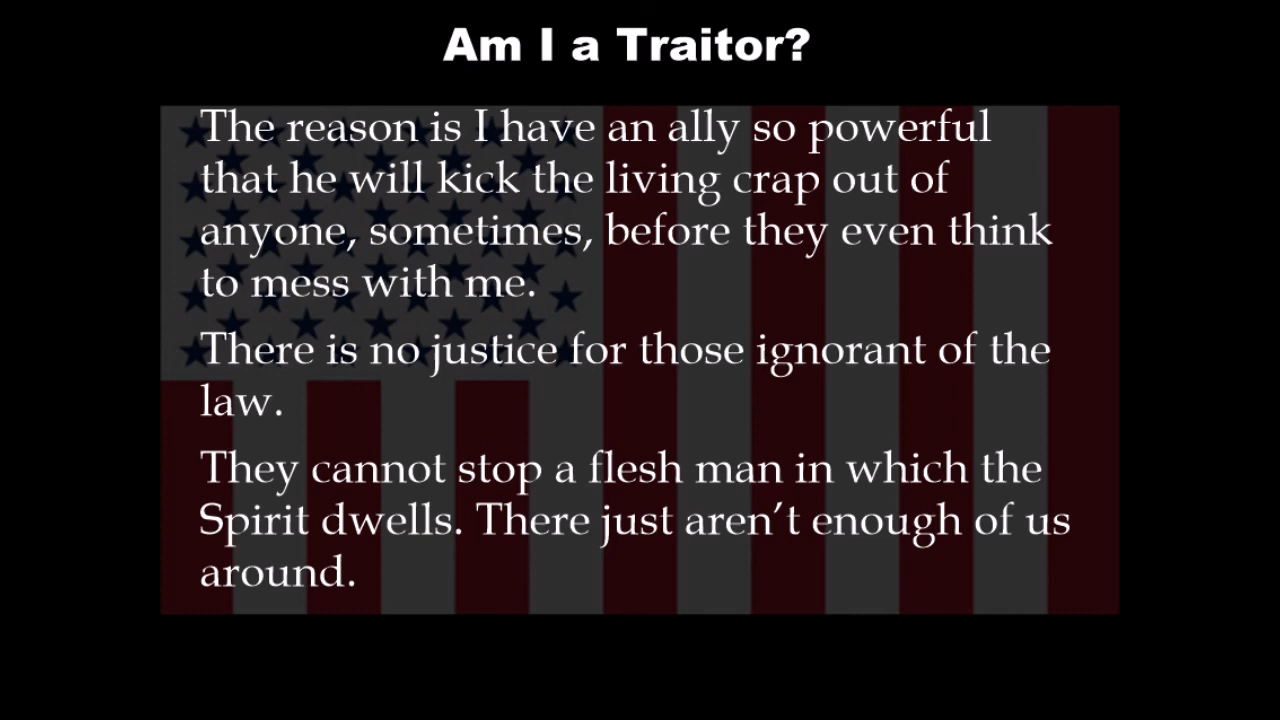 Am I a Traitor?
The reason is I have an ally so powerful
that he will kick the living crap out of
anyone, sometimes, before they even think
to mess with me.
There is no justice for those ignorant of the
law.
They cannot stop a flesh man in which the
Spirit dwells. There just aren’t enough of us
around.